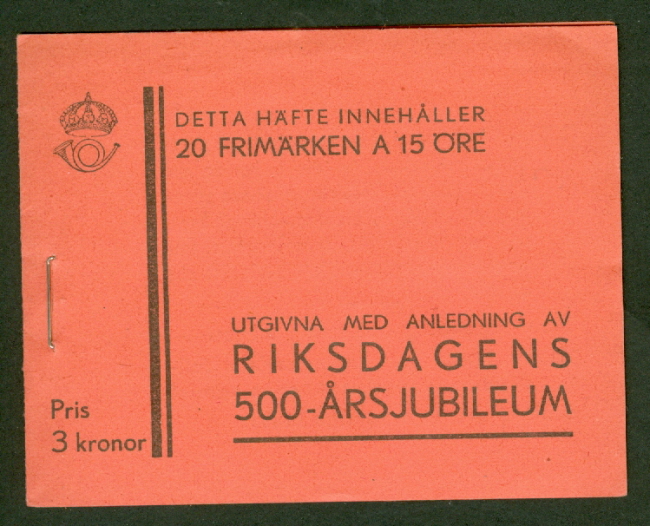 DETTA HÄFTE INNEHÅLLER
20 FRIMÄRKEN A 15 ÖRE
UTGIVNA MED ANLEDNING AV
RIKSDAGENS
500-ÅRSJUBILEUM
Pris
3 kronor